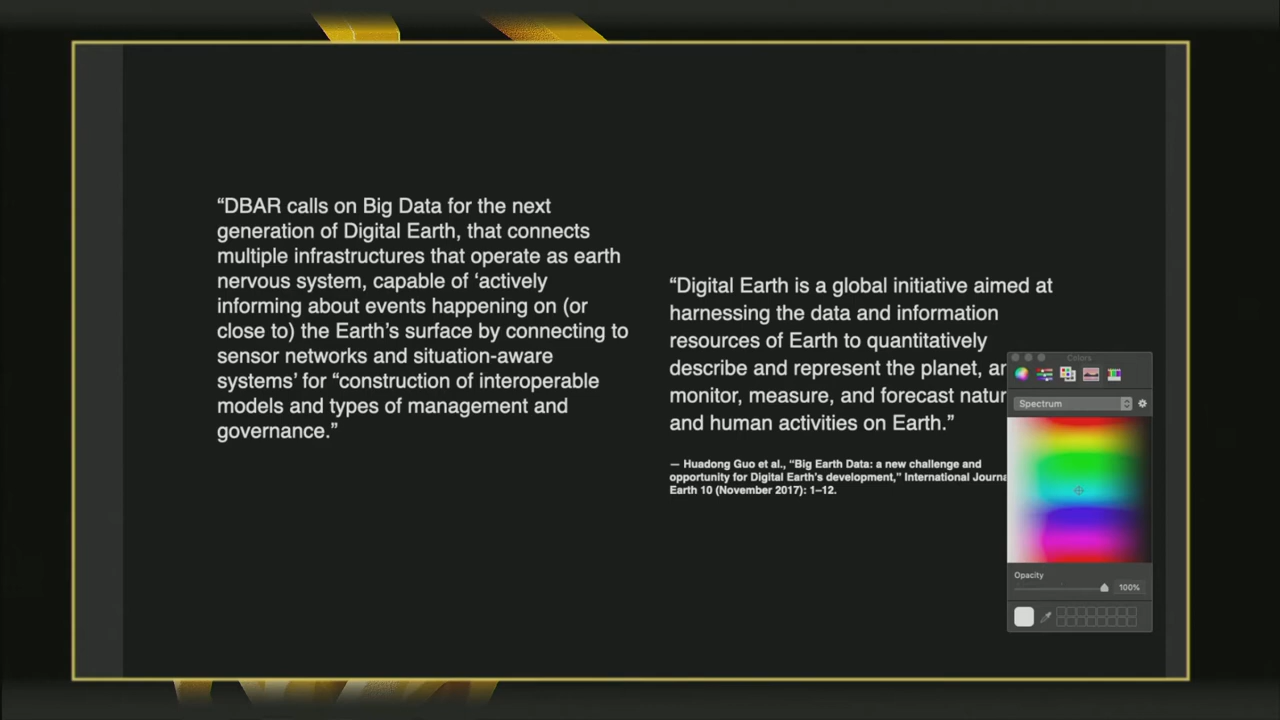 “DBAR calls on Big Data for the next
generation of Digital Earth, that connects
multiple infrastructures that operate as earth
nervous system, capable of ‘actively
informing about events happening on (or
close to) the Earth’s surface by connecting to
sensor networks and situation-aware
systems’ for “construction of interoperable
models and types of management and
governance.”
“Digital Earth is a global initiative aimed at
harnessing the data and information
resources of Earth to quantitatively
describe and represent the planet,
monitor, measure, and forecast
and human activities on Earth.”
— Huadong Guo et al., “Big Earth Data: a new challenge and
opportunity for Digital Earth’s development,” International
Earth 10 (November 2017): 1–12.
Colors
Spectrum
Opacity
100%